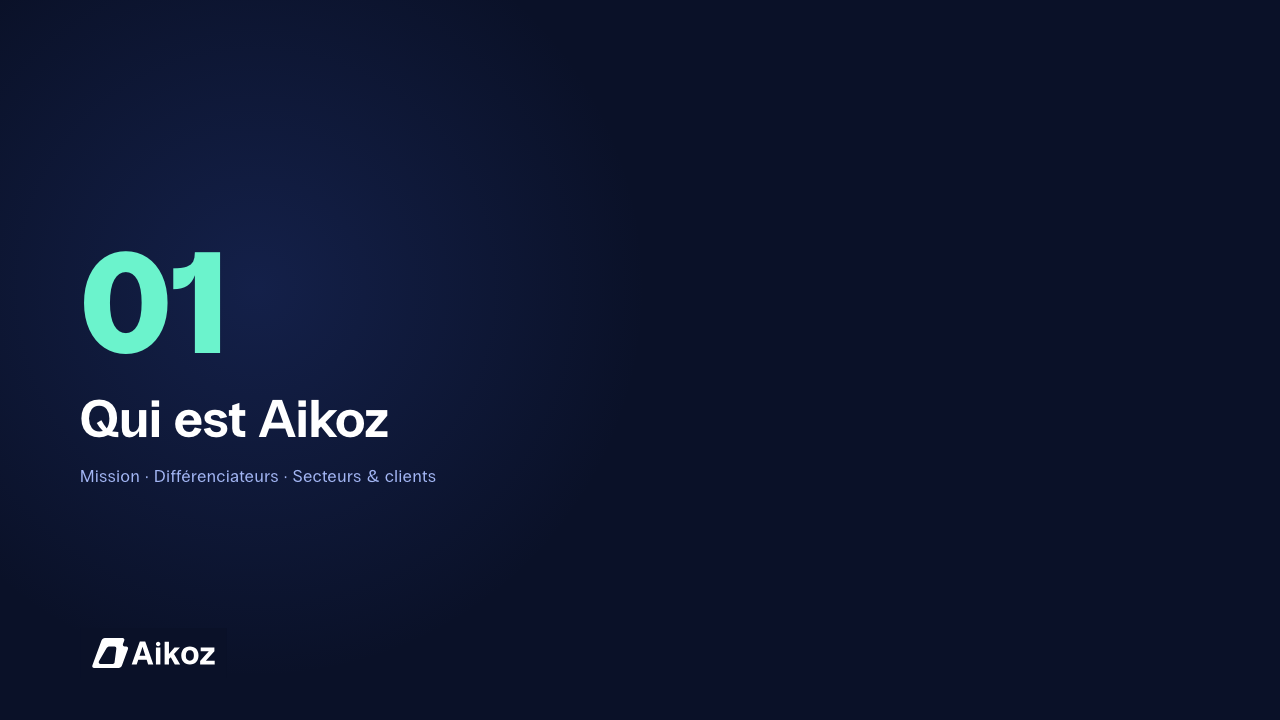 01
Qui est Aikoz
Mission · Différenciateurs · Secteurs & clients
Aikoz